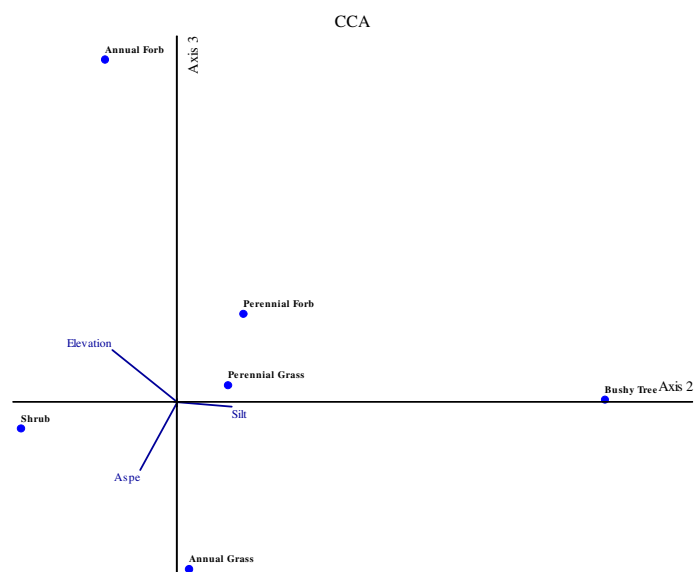 CCA
Annual Forb
Axis 3
Perennial Forb
Elevation
Perennial Grass
Bushy Tree
Axis 2
Silt
Shrub
Aspe
Annual Grass